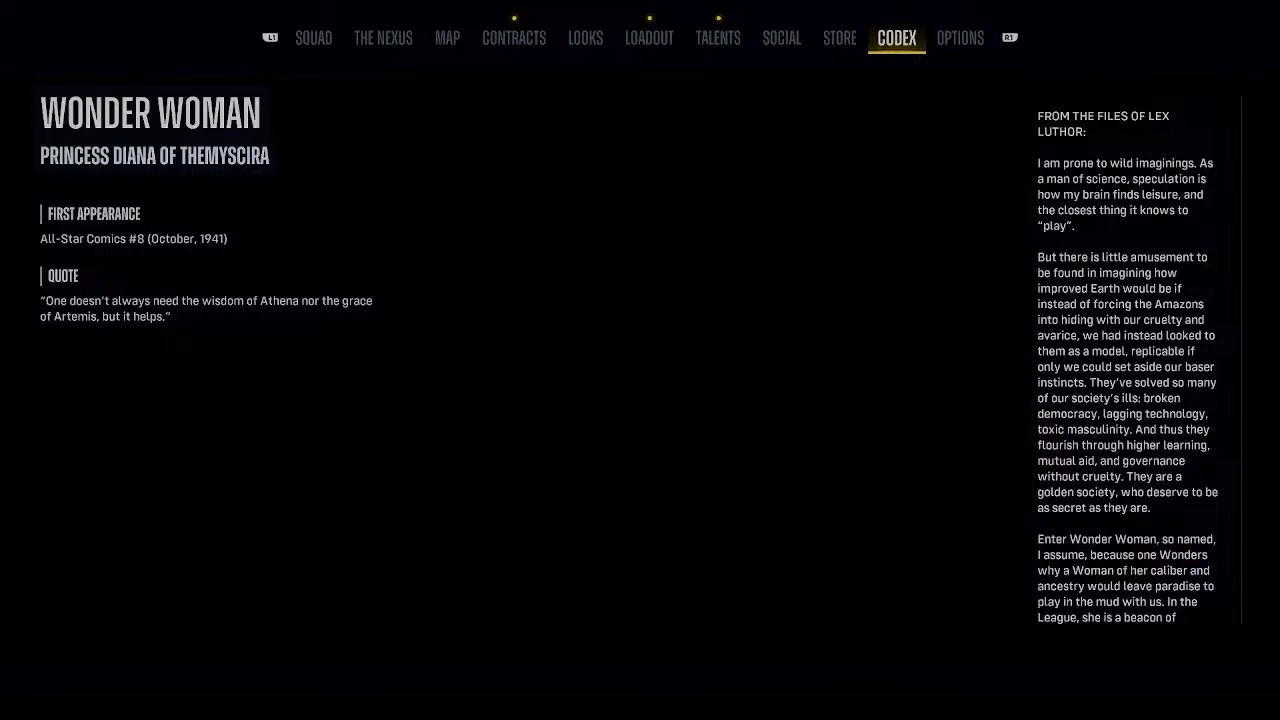 L1 SQUAD THE NEXUS MAP CONTRACTS LOOKS LOADOUT TALENTS SOCIAL STORE CODEX OPTIONS R1
WONDER WOMAN
PRINCESS DIANA OF THEMYSCIRA
FIRST APPEARANCE
All-Star Comics #8 (October, 1941)
QUOTE
"One doesn't always need the wisdom of Athena nor the grace
of Artemis, but it helps."
FROM THE FILES OF LEX
LUTHOR:
I am prone to wild imaginings. As
a man of science, speculation is
how my brain finds leisure, and
the closest thing it knows to
"play".
But there is little amusement to
be found in imagining how
improved Earth would be if
instead of forcing the Amazons
into hiding with our cruelty and
avarice, we had instead looked to
them as a model, replicable if
only we could set aside our baser
instincts. They've solved so many
of our society's ills: broken
democracy, lagging technology,
toxic masculinity. And thus they
flourish through higher learning,
mutual aid, and governance
without cruelty. They are a
golden society, who deserve to be
as secret as they are.
Enter Wonder Woman, so named,
I assume, because one Wonders
why a Woman of her caliber and
ancestry would leave paradise to
play in the mud with us. In the
League, she is a beacon of